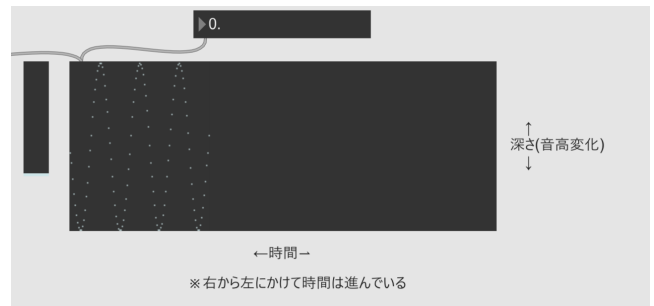 0.
↑
深さ(音高変化)
↓
←時間→
※右から左にかけて時間は進んでいる